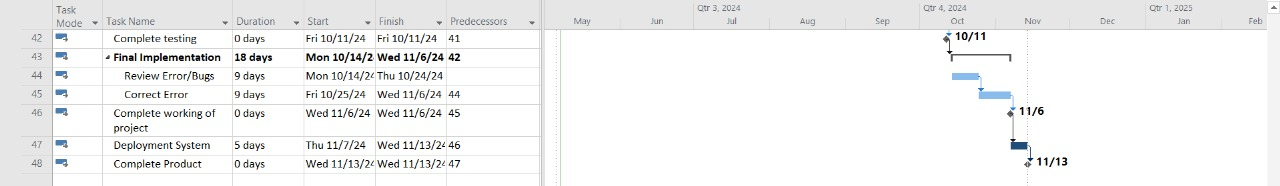 Task Mode Task Name Duration Start Finish Predecessors
Qtr 3, 2024 Qtr 4, 2024 Qtr 1, 2025
May Jun Jul Aug Sep Oct Nov Dec Jan Feb
42 Complete testing 0 days Fri 10/11/24 Fri 10/11/24 41 10/11
43 Final Implementation 18 days Mon 10/14/2 Wed 11/6/24 42
44 Review Error/Bugs 9 days Mon 10/14/24 Thu 10/24/24
45 Correct Error 9 days Fri 10/25/24 Wed 11/6/24 44
46 Complete working of project 0 days Wed 11/6/24 Wed 11/6/24 45 11/6
47 Deployment System 5 days Thu 11/7/24 Wed 11/13/24 46
48 Complete Product 0 days Wed 11/13/24 Wed 11/13/24 47 11/13